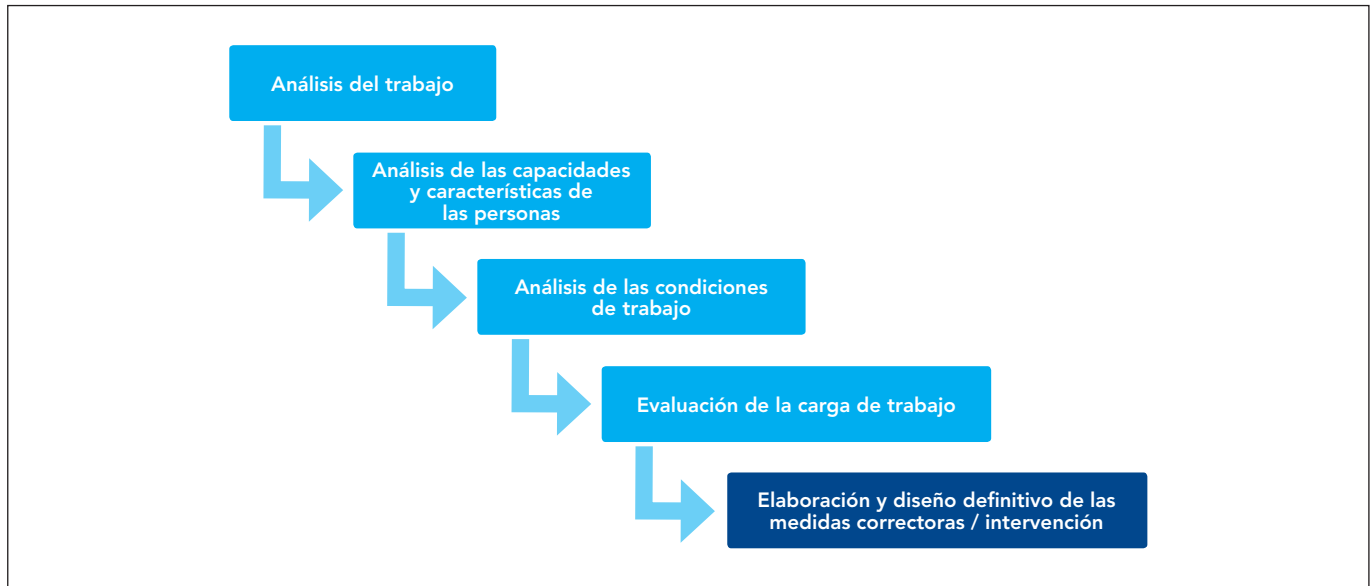 Análisis del trabajo
Análisis de las capacidades
y características de
las personas
Análisis de las condiciones
de trabajo
Evaluación de la carga de trabajo
Elaboración y diseño definitivo de las
medidas correctoras / intervención